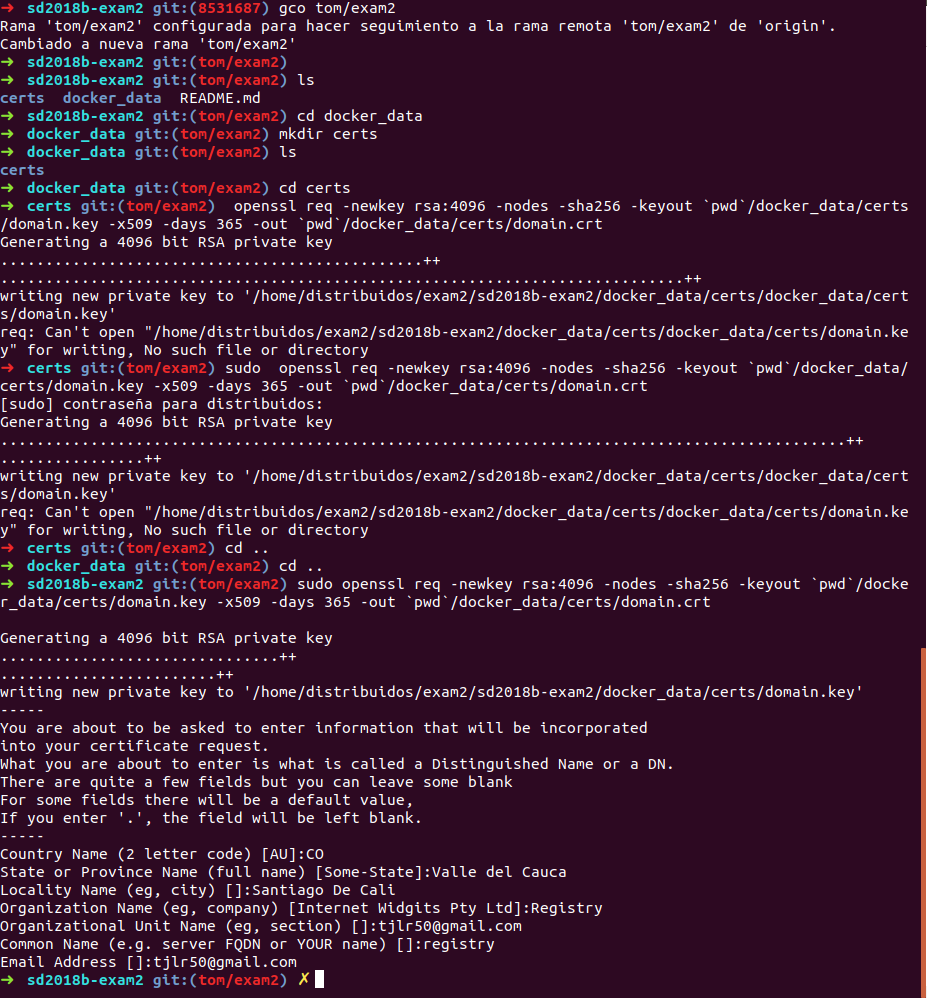 ➜  sd2018b-exam2 git:(8531687) gco tom/exam2
Rama 'tom/exam2' configurada para hacer seguimiento a la rama remota 'tom/exam2' de 'origin'.
Cambiado a nueva rama 'tom/exam2'
➜  sd2018b-exam2 git:(tom/exam2)
➜  sd2018b-exam2 git:(tom/exam2) ls
certs  docker_data  README.md
➜  sd2018b-exam2 git:(tom/exam2) cd docker_data
➜  docker_data git:(tom/exam2) mkdir certs
➜  docker_data git:(tom/exam2) ls
certs
➜  docker_data git:(tom/exam2) cd certs
➜  certs git:(tom/exam2)  openssl req -newkey rsa:4096 -nodes -sha256 -keyout `pwd`/docker_data/certs
/domain.key -x509 -days 365 -out `pwd`/docker_data/certs/domain.crt
Generating a 4096 bit RSA private key
...............................................++
............................................................................++
writing new private key to '/home/distribuidos/exam2/sd2018b-exam2/docker_data/certs/docker_data/cert
s/domain.key'
req: Can't open "/home/distribuidos/exam2/sd2018b-exam2/docker_data/certs/docker_data/certs/domain.ke
y" for writing, No such file or directory
➜  certs git:(tom/exam2) sudo  openssl req -newkey rsa:4096 -nodes -sha256 -keyout `pwd`/docker_data/
certs/domain.key -x509 -days 365 -out `pwd`/docker_data/certs/domain.crt
[sudo] contraseña para distribuidos:
Generating a 4096 bit RSA private key
..............................................................................................++
................++
writing new private key to '/home/distribuidos/exam2/sd2018b-exam2/docker_data/certs/docker_data/cert
s/domain.key'
req: Can't open "/home/distribuidos/exam2/sd2018b-exam2/docker_data/certs/docker_data/certs/domain.ke
y" for writing, No such file or directory
➜  certs git:(tom/exam2) cd ..
➜  docker_data git:(tom/exam2) cd ..
➜  sd2018b-exam2 git:(tom/exam2) sudo openssl req -newkey rsa:4096 -nodes -sha256 -keyout `pwd`/docke
r_data/certs/domain.key -x509 -days 365 -out `pwd`/docker_data/certs/domain.crt
Generating a 4096 bit RSA private key
...............................++
........................++
writing new private key to '/home/distribuidos/exam2/sd2018b-exam2/docker_data/certs/domain.key'
-----
You are about to be asked to enter information that will be incorporated
into your certificate request.
What you are about to enter is what is called a Distinguished Name or a DN.
There are quite a few fields but you can leave some blank
For some fields there will be a default value,
If you enter '.', the field will be left blank.
-----
Country Name (2 letter code) [AU]:CO
State or Province Name (full name) [Some-State]:Valle del Cauca
Locality Name (eg, city) []:Santiago De Cali
Organization Name (eg, company) [Internet Widgits Pty Ltd]:Registry
Organizational Unit Name (eg, section) []:tjlr50@gmail.com
Common Name (e.g. server FQDN or YOUR name) []:registry
Email Address []:tjlr50@gmail.com
➜  sd2018b-exam2 git:(tom/exam2) ✗